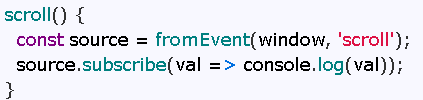 scroll() {
  const source = fromEvent(window, 'scroll');
  source.subscribe(val => console.log(val));
}